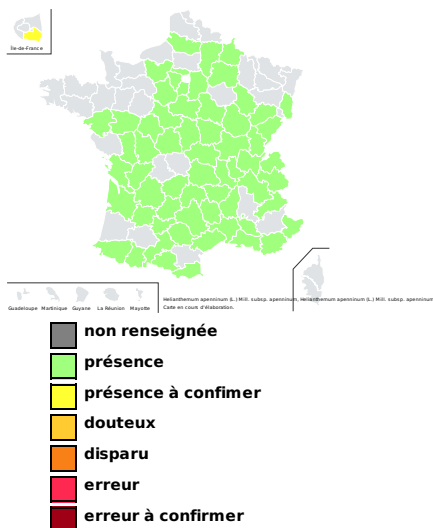 Île-de-France
Guadeloupe Martinique Guyane La Réunion Mayotte
Helianthemum apenninum (L.) Mill. subsp. apenninum, Helianthemum apenninum (L.) Mill. subsp. apenninum
Carte en cours d'élaboration.
non renseignée
présence
présence à confimer
douteux
disparu
erreur
erreur à confirmer